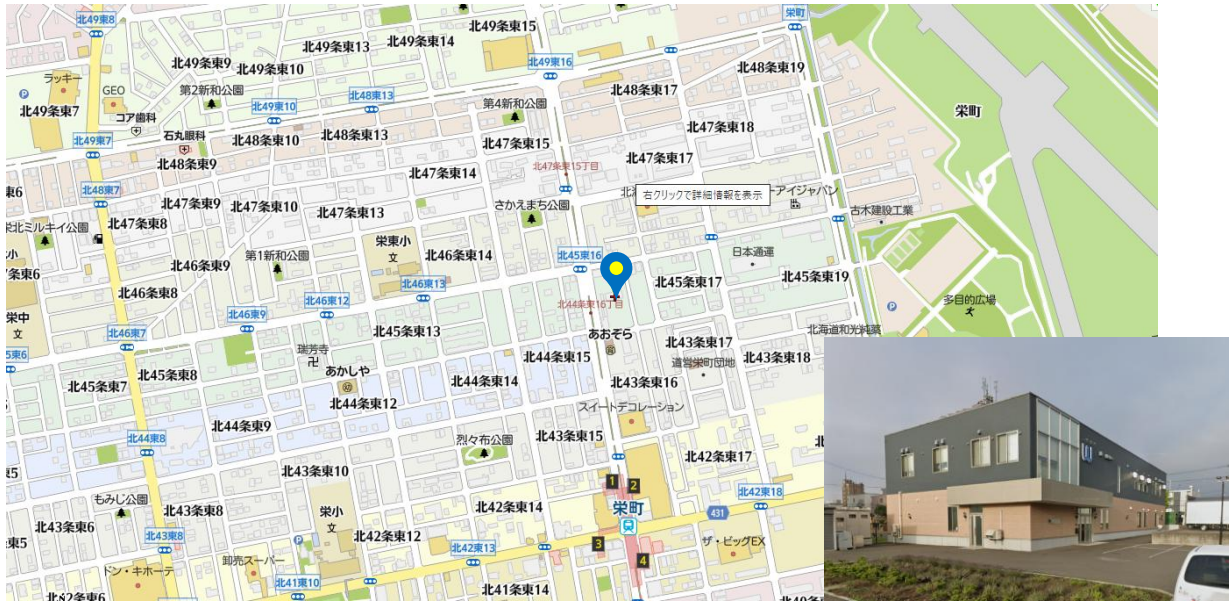 北49東8
北49条東15
栄町
北49条東13
北49条東14
北49条東9
北49条東10
北49東16
北48条東19
ラッキー
GEO
第2新和公園
北48東13
北48条東17
北49条東7
コア歯科
北49東10
第4新和公園
石丸眼科
北48条東10
北48条東13
北47条東18
栄町
北49東7
北47条東15
北48条東9
北47条東17
北47条東15丁目
北47条東14
東6
北48東7
右クリックで詳細情報を表示
ーアイジャパン
北47条東9
北47条東10
北47条東13
さかえまち公園
古木建設工業
北47条東8
栄北ミルキイ公園
栄東小
北46条東14
第1新和公園
北45東16
日本通運
北46条東9
北46東13
北45条東19
北46条東8
北45条東17
北46東12
北44条東16丁目
多目的広場
栄中
北46東9
北46東7
北45条東13
北海道和光純薬
あおぞら
北43条東17
瑞芳寺
北44条東15
道営栄町団地
北43条東18
北45条東8
あかしや
北44条東14
北45条東7
北43条東16
北44条東12
スイートデコレーション
北44条東9
北44東8
北43条東15
烈々布公園
北42条東17
北43条東10
1
2
北42東18
もみじ公園
北43条東8
北42条東14
栄町
431
北43条東6
栄小
北42条東12
3
北43東8
北42東13
ザ・ビッグEX
卸売スーパー
4
ドン・キホーテ
北41東10
北41条東14